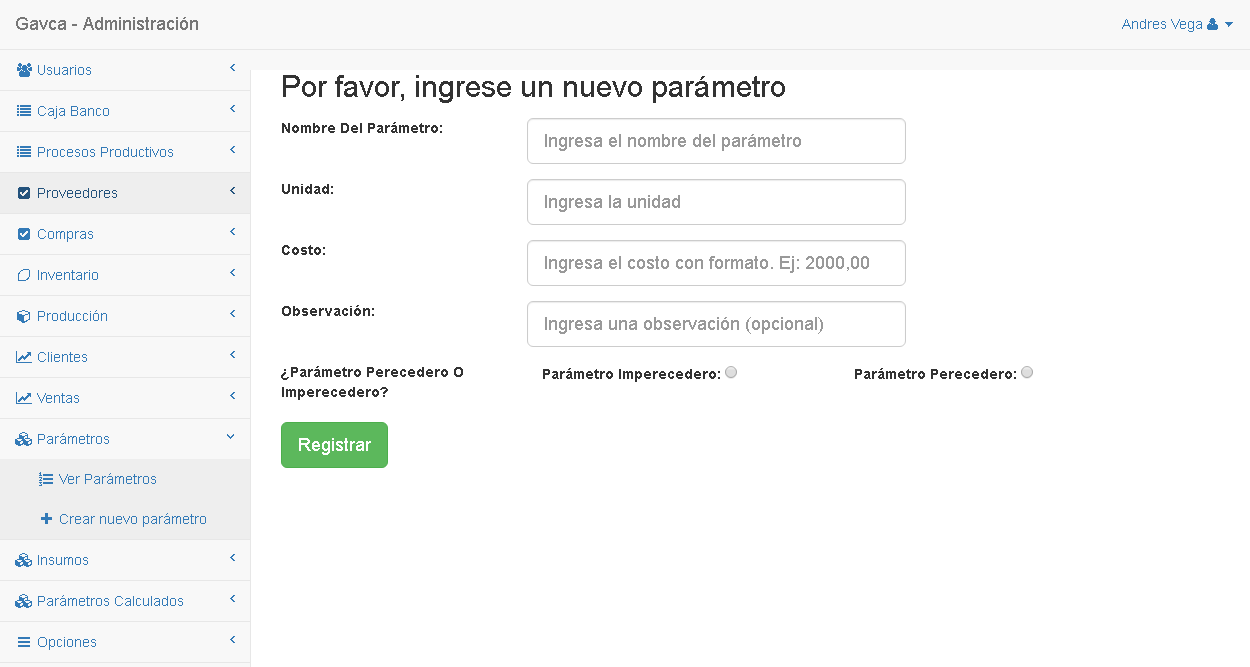 Gavca - Administración
Andres Vega
Usuarios
Caja Banco
Procesos Productivos
Proveedores
Compras
Inventario
Producción
Clientes
Ventas
Parámetros
Ver Parámetros
Crear nuevo parámetro
Insumos
Parámetros Calculados
Opciones
Por favor, ingrese un nuevo parámetro
Nombre Del Parámetro:
Ingresa el nombre del parámetro
Unidad:
Ingresa la unidad
Costo:
Ingresa el costo con formato. Ej: 2000,00
Observación:
Ingresa una observación (opcional)
¿Parámetro Perecedero O
Imperecedero?
Parámetro Imperecedero:
Parámetro Perecedero:
Registrar